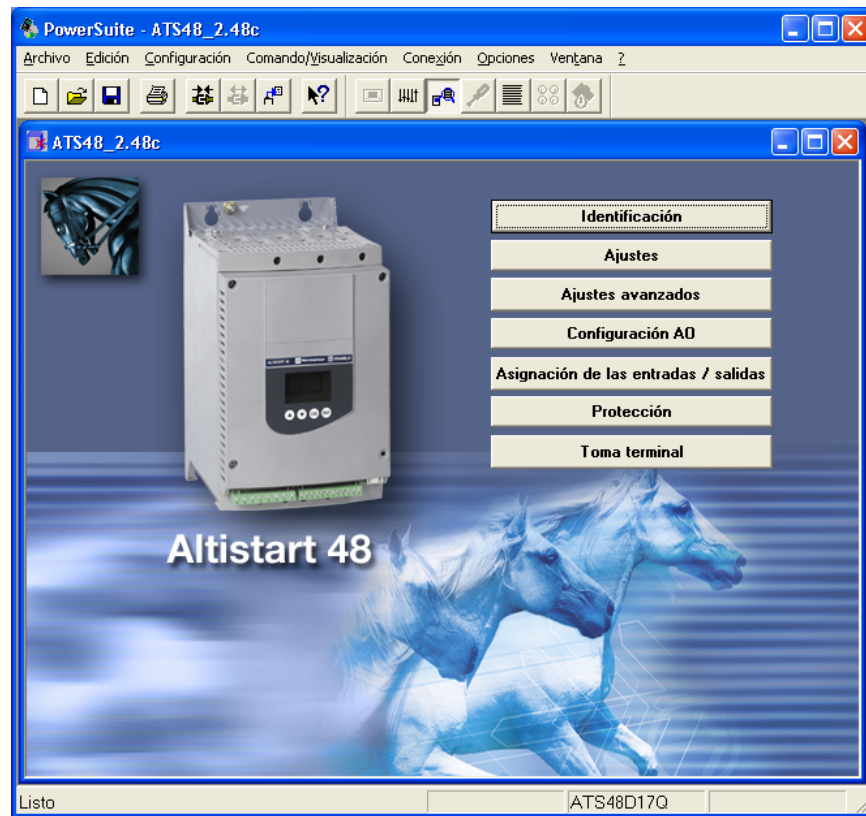 PowerSuite - ATS48_2.48c
Archivo Edición Configuración Comando/Visualización Conexión Opciones Ventana ?
ATS48_2.48c
Identificación
Ajustes
Ajustes avanzados
Configuración AO
Asignación de las entradas / salidas
Protección
Toma terminal
Altistart 48
Listo
ATS48D17Q